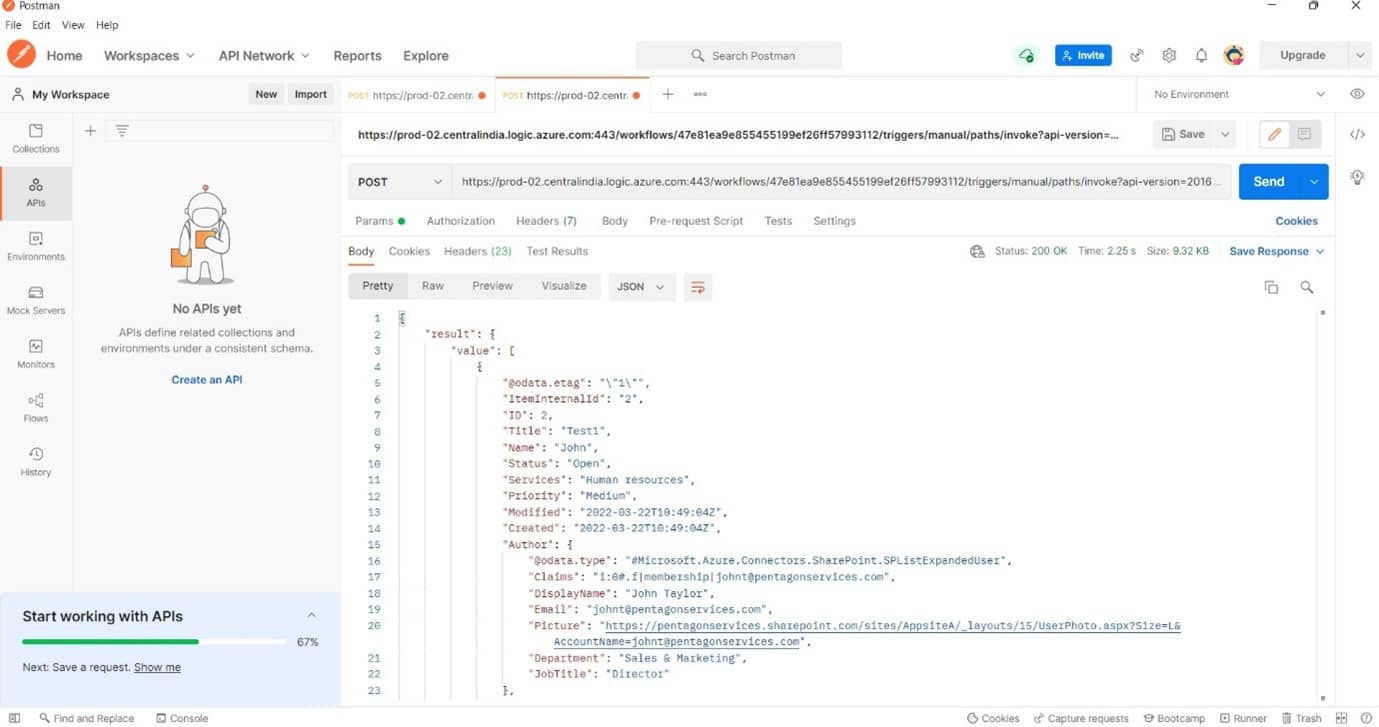 Postman
File Edit View Help
Home Workspaces API Network Reports Explore Search Postman Invite Upgrade
My Workspace New Import POST https://prod-02.centr POST https://prod-02.centr + ••• No Environment
Collections
APIs
Environments
Mock Servers
Monitors
Flows
History
No APIs yet
APIs define related collections and
environments under a consistent schema.
Create an API
Start working with APIs
67%
Next: Save a request. Show me
https://prod-02.centralindia.logic.azure.com:443/workflows/47e81ea9e855455199ef26ff57993112/triggers/manual/paths/invoke?api-version=... Save
POST https://prod-02.centralindia.logic.azure.com:443/workflows/47e81ea9e855455199ef26ff57993112/triggers/manual/paths/invoke?api-version=2016... Send
Params Authorization Headers (7) Body Pre-request Script Tests Settings Cookies
Body Cookies Headers (23) Test Results Status: 200 OK Time: 2.25 s Size: 9.32 KB Save Response
Pretty Raw Preview Visualize JSON
1 {
2 "result": {
3 "value": [
4 {
5 "@odata.etag": "\"1\"",
6 "ItemInternalId": "2",
7 "ID": 2,
8 "Title": "Test1",
9 "Name": "John",
10 "Status": "Open",
11 "Services": "Human resources",
12 "Priority": "Medium",
13 "Modified": "2022-03-22T10:49:04Z",
14 "Created": "2022-03-22T10:49:04Z",
15 "Author": {
16 "@odata.type": "#Microsoft.Azure.Connectors.SharePoint.SPListExpandedUser",
17 "Claims": "i:0#.f|membership|johnt@pentagonservices.com",
18 "DisplayName": "John Taylor",
19 "Email": "johnt@pentagonservices.com",
20 "Picture": "https://pentagonservices.sharepoint.com/sites/AppsiteA/_layouts/15/UserPhoto.aspx?Size=L&
AccountName=johnt@pentagonservices.com",
21 "Department": "Sales & Marketing",
22 "JobTitle": "Director"
23 },
Find and Replace Console Cookies Capture requests Bootcamp Runner Trash